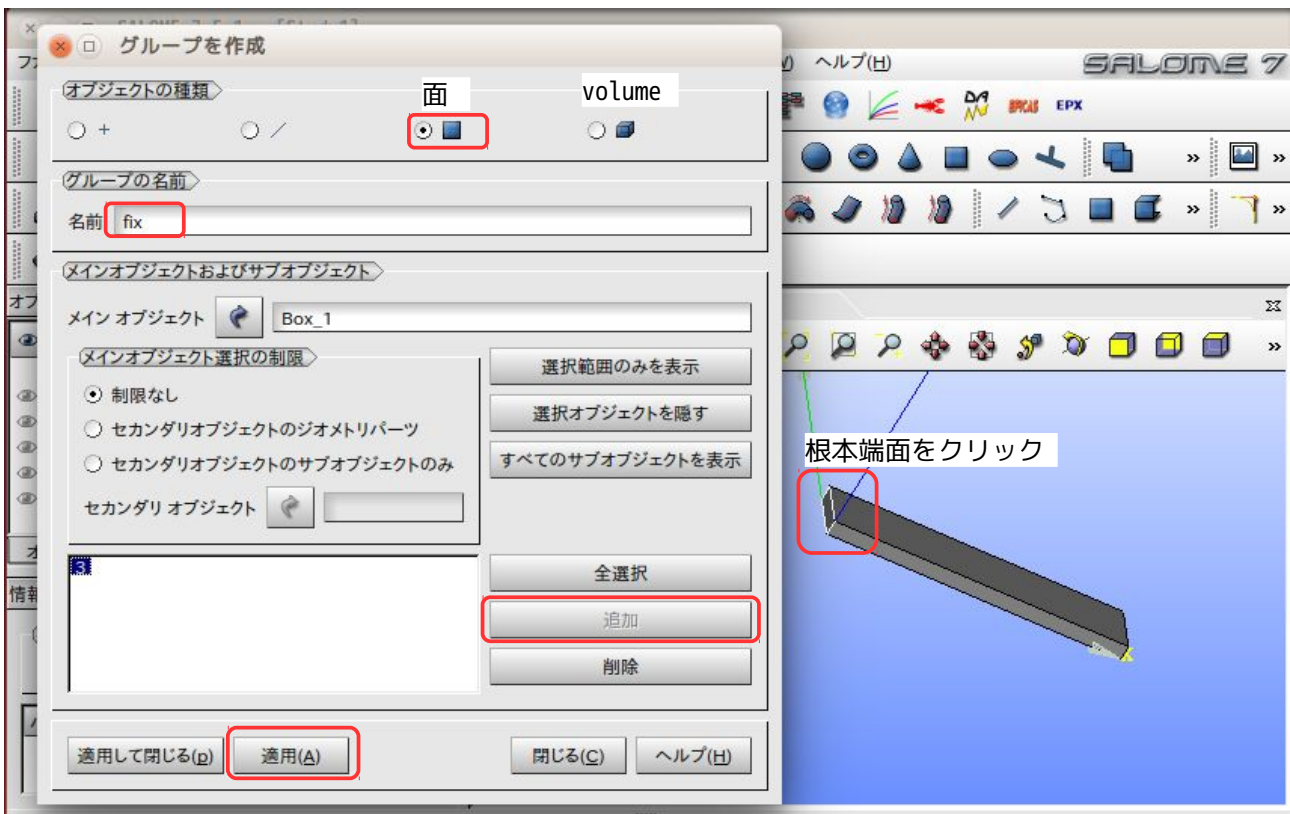 グループを作成
ファ
ヘルプ(H)
SALOME 7
オブジェクトの種類
面
volume
EPX
グループの名前
名前
fix
メインオブジェクトおよびサブオブジェクト
メイン オブジェクト
Box_1
メインオブジェクト選択の制限
制限なし
セカンダリオブジェクトのジオメトリパーツ
セカンダリオブジェクトのサブオブジェクトのみ
セカンダリ オブジェクト
選択範囲のみを表示
選択オブジェクトを隠す
すべてのサブオブジェクトを表示
3
全選択
追加
削除
適用して閉じる(p)
適用(A)
閉じる(C)
ヘルプ(H)
オブ
情報
根本端面をクリック
X